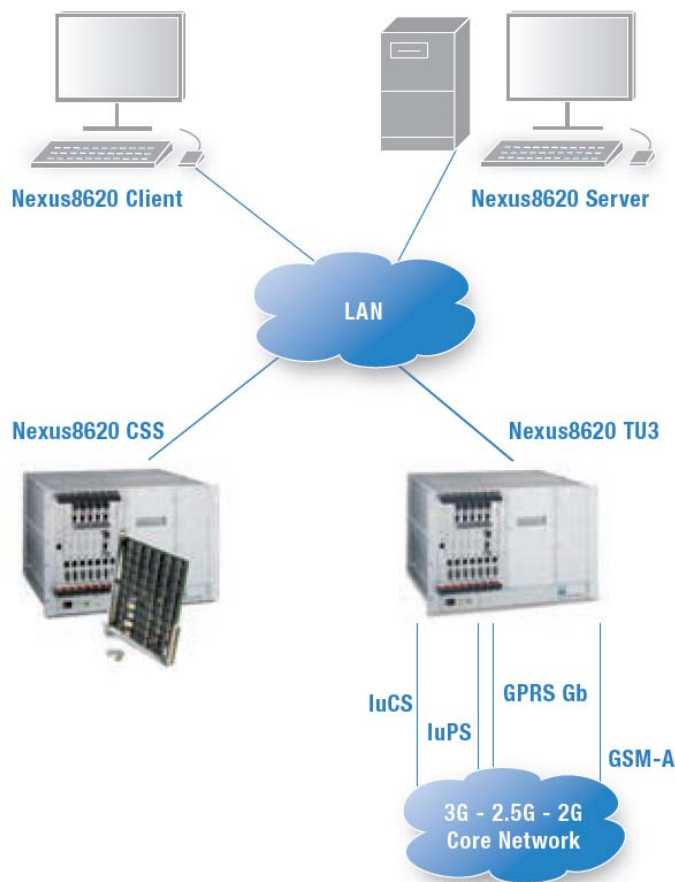 Nexus8620 Client
Nexus8620 Server
LAN
Nexus8620 CSS
Nexus8620 TU3
IuCS
IuPS
GPRS Gb
GSM-A
3G - 2.5G - 2G
Core Network